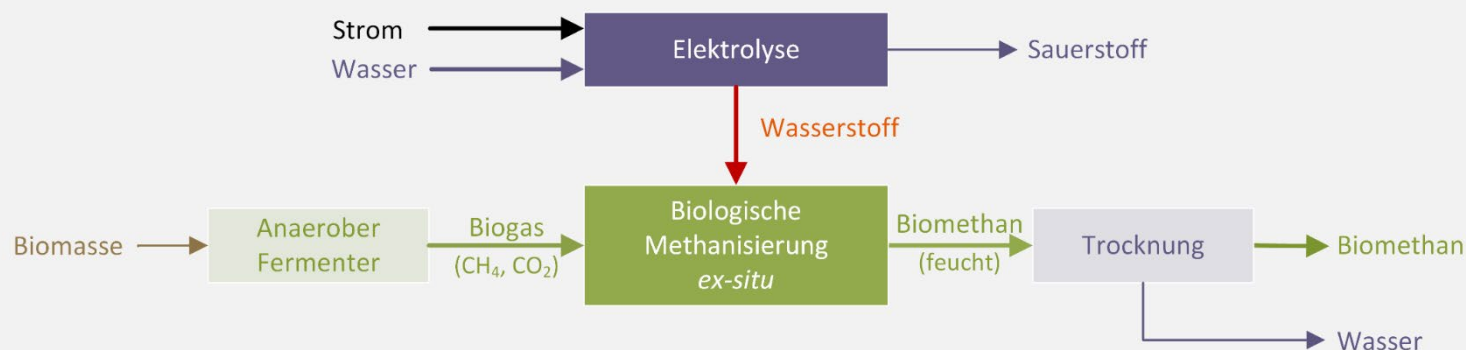 Strom
Wasser
Elektrolyse
Sauerstoff
Wasserstoff
Biomasse
Anaerober
Fermenter
Biogas
(CH₄, CO₂)
Biologische
Methanisierung
ex-situ
Biomethan
(feucht)
Trocknung
Biomethan
Wasser